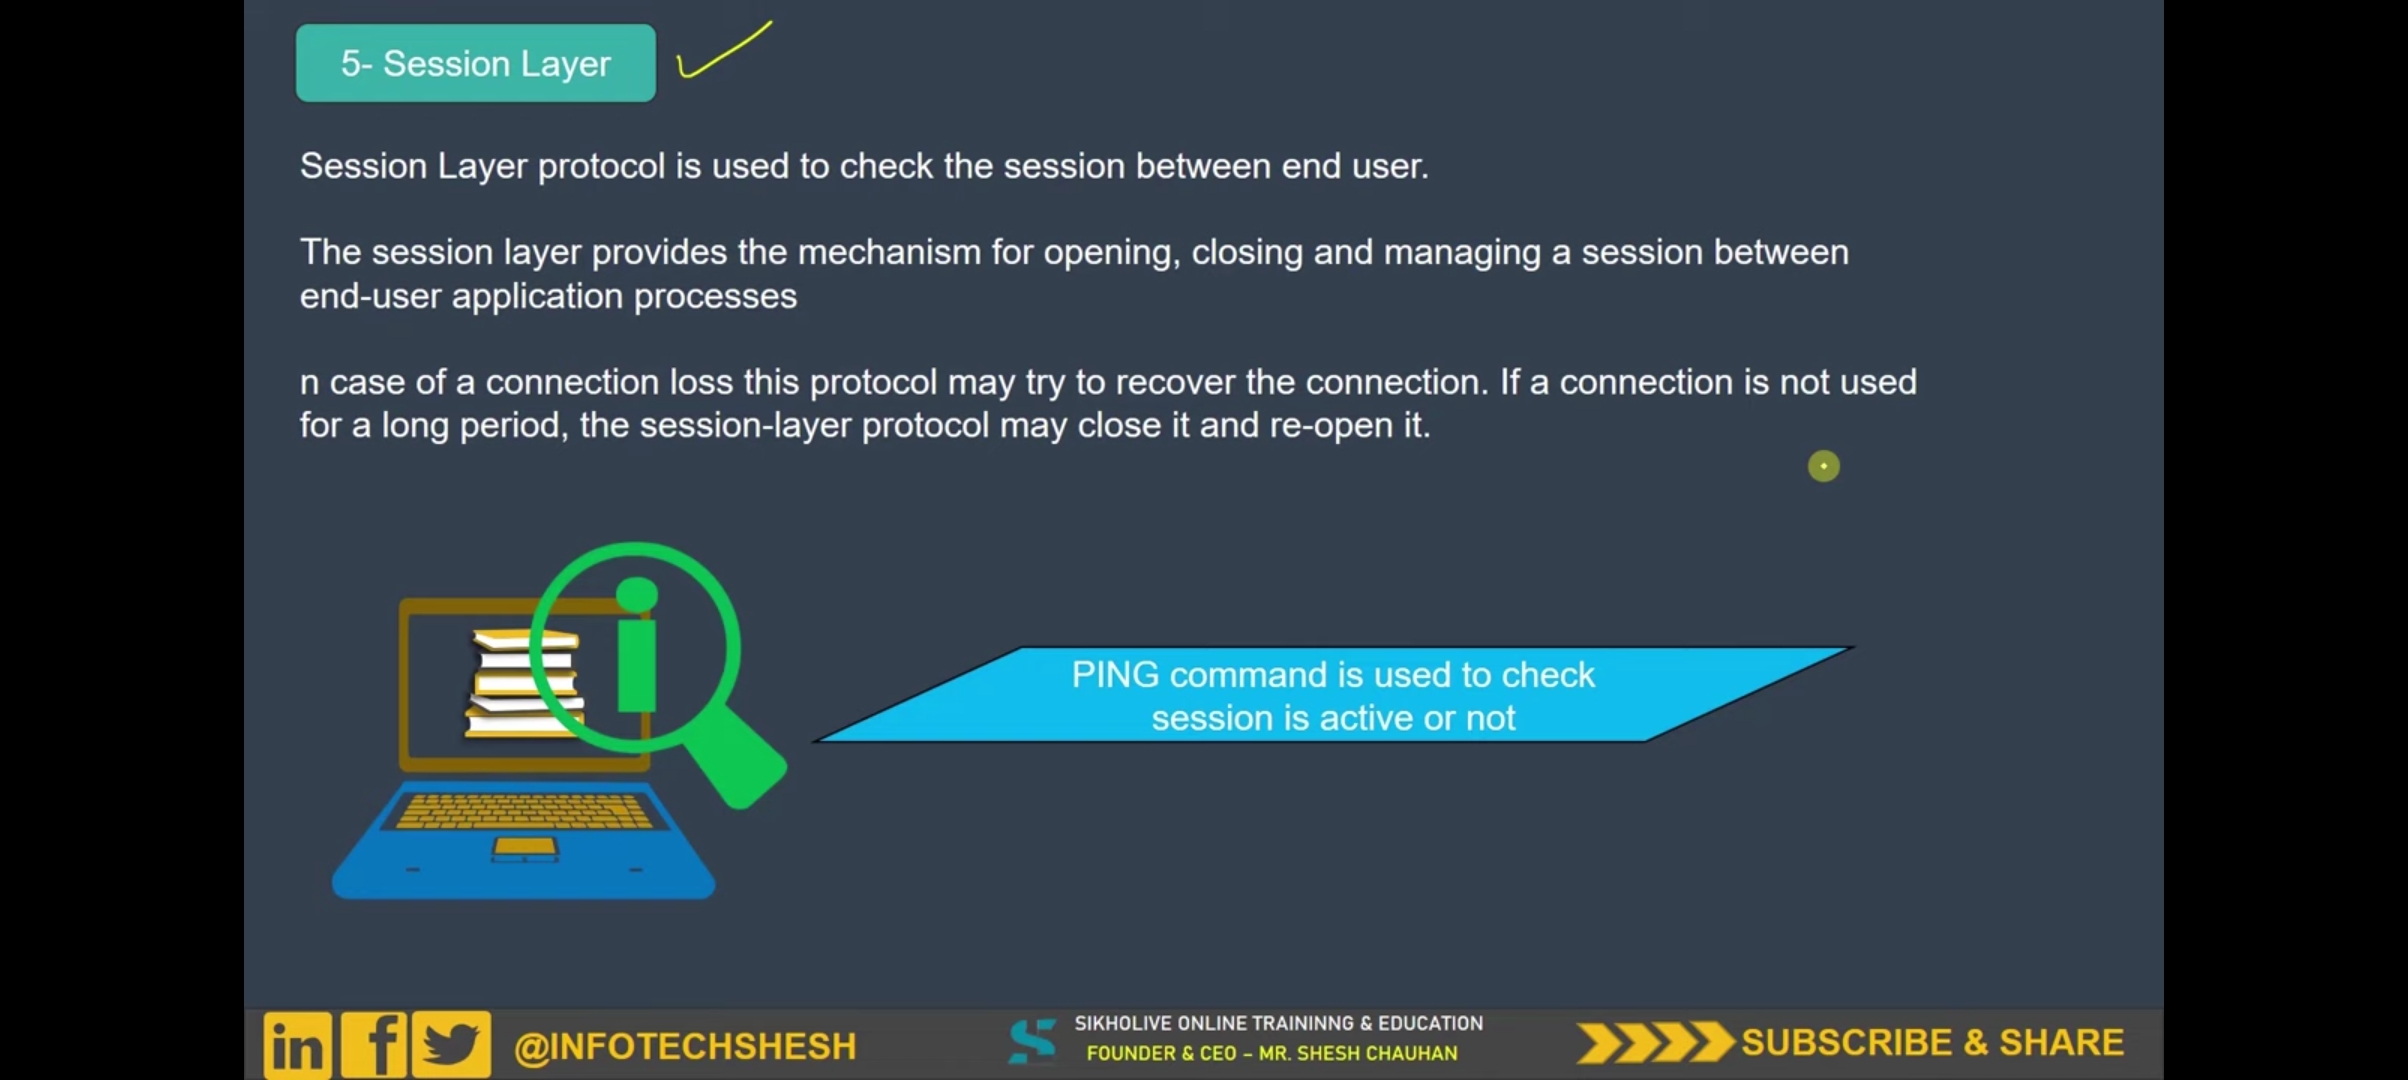 5- Session Layer
Session Layer protocol is used to check the session between end user.
The session layer provides the mechanism for opening, closing and managing a session between
end-user application processes
n case of a connection loss this protocol may try to recover the connection. If a connection is not used
for a long period, the session-layer protocol may close it and re-open it.
i
PING command is used to check
session is active or not
in f @INFOTECHSHESH
SIKHOLIVE ONLINE TRAININNG & EDUCATION
FOUNDER & CEO – MR. SHESH CHAUHAN
SUBSCRIBE & SHARE